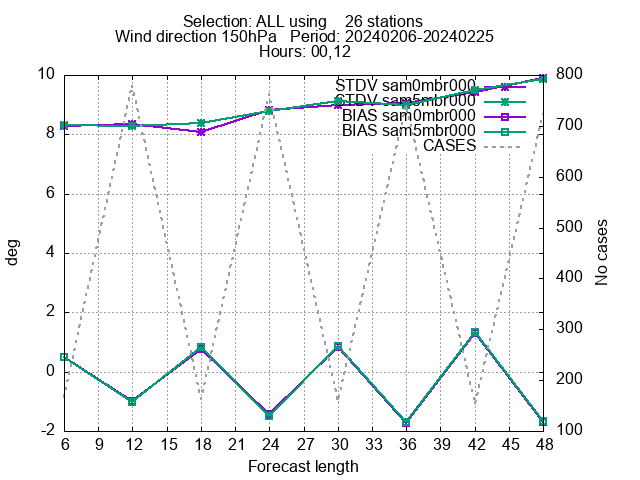 Selection: ALL using    26 stations
Wind direction 150hPa   Period: 20240206-20240225
Hours: 00,12
STDV sam0mbr000
STDV sam5mbr000
BIAS sam0mbr000
BIAS sam5mbr000
CASES
10
8
6
4
2
0
-2
deg
800
700
600
500
400
300
200
100
No cases
6 9 12 15 18 21 24 27 30 33 36 39 42 45 48
Forecast length